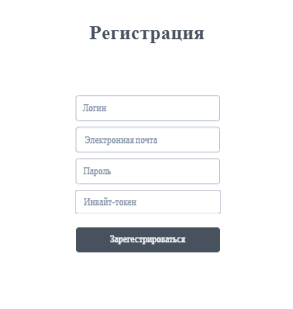 Регистрация
Логин
Электронная почта
Пароль
Инвайт-токен
Зарегестрироваться